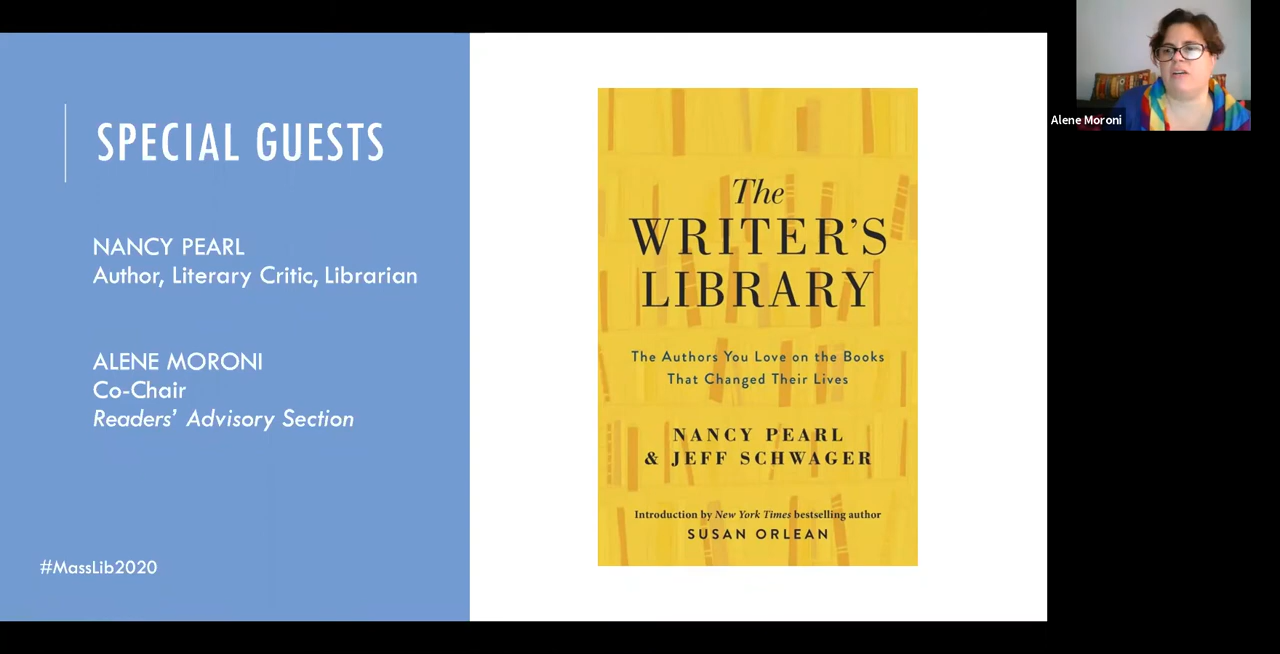 SPECIAL GUESTS
NANCY PEARL
Author, Literary Critic, Librarian
ALENE MORONI
Co-Chair
Readers' Advisory Section
#MassLib2020
The
WRITER'S
LIBRARY
The Authors You Love on the Books
That Changed Their Lives
NANCY PEARL
& JEFF SCHWAGER
Introduction by New York Times bestselling author
SUSAN ORLEAN
Alene Moroni